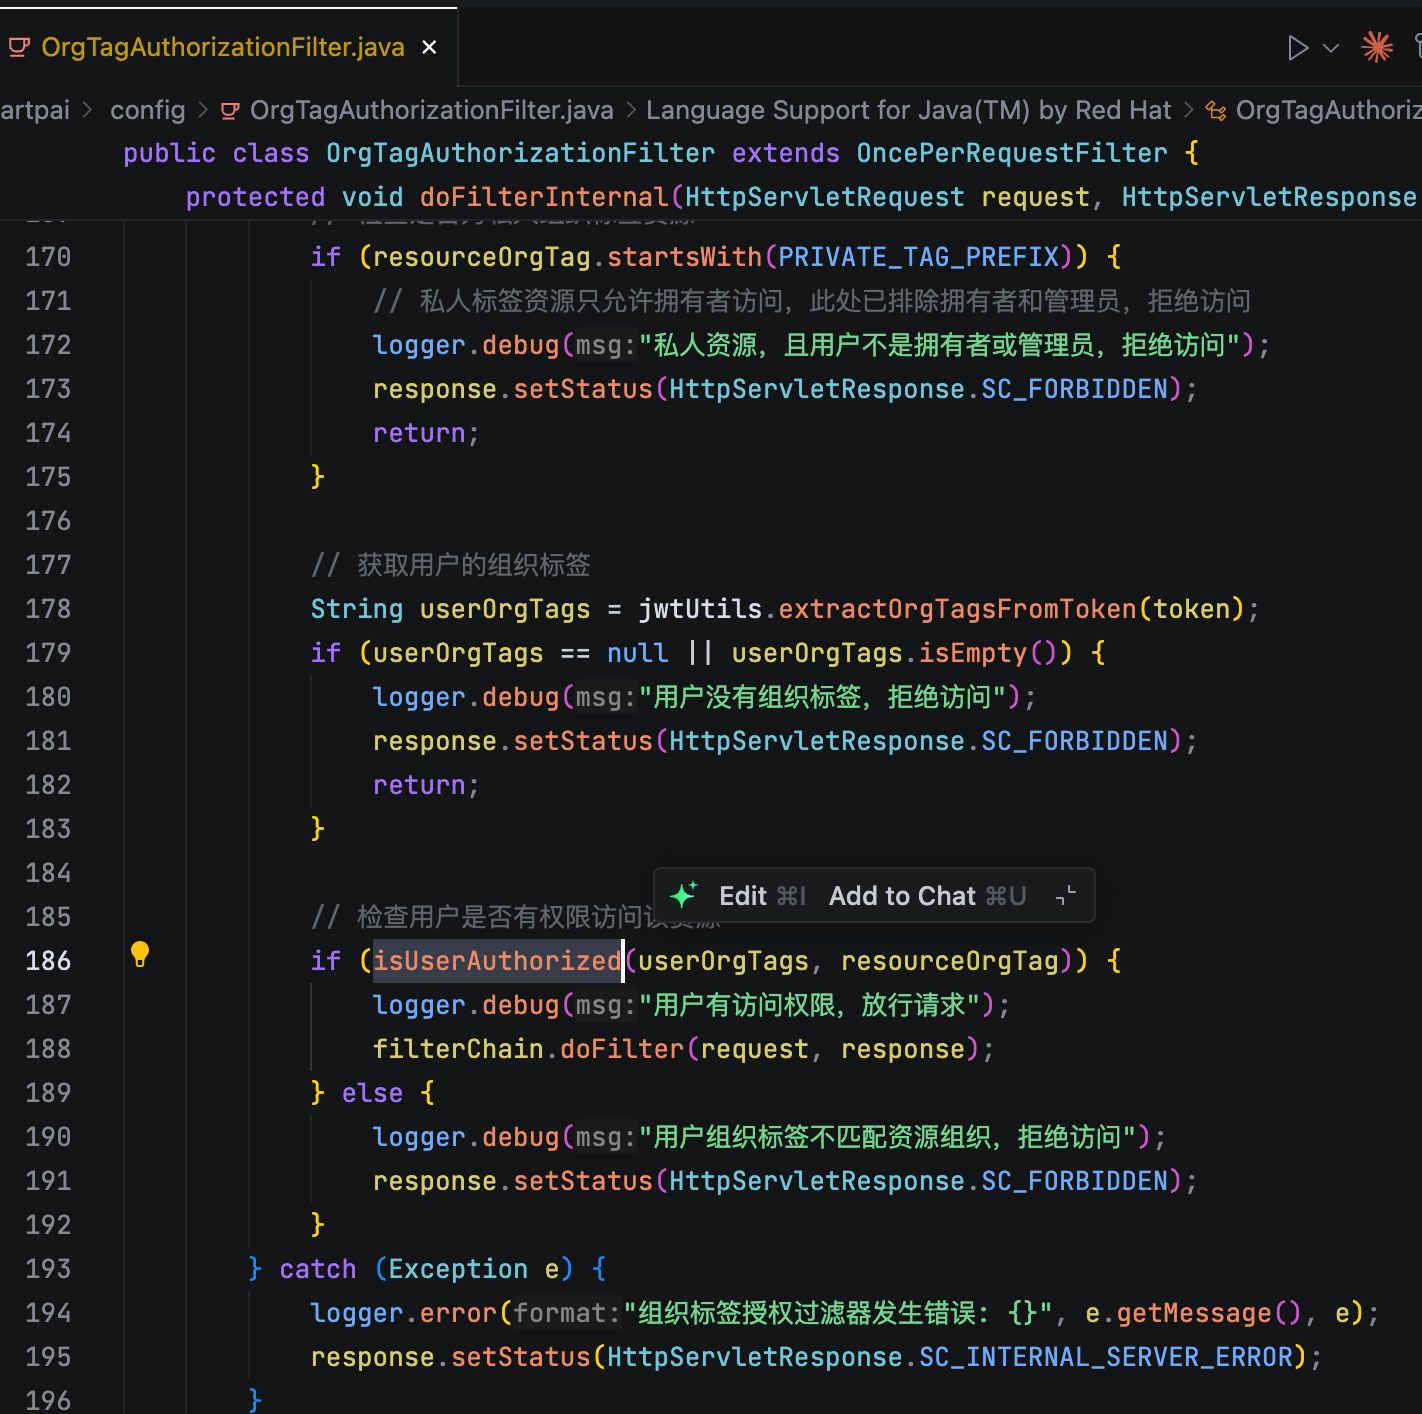 OrgTagAuthorizationFilter.java ×
artpai > config > OrgTagAuthorizationFilter.java > Language Support for Java(TM) by Red Hat > OrgTagAuthoriz
public class OrgTagAuthorizationFilter extends OncePerRequestFilter {
protected void doFilterInternal(HttpServletRequest request, HttpServletResponse
170 if (resourceOrgTag.startsWith(PRIVATE_TAG_PREFIX)) {
171 // 私人标签资源只允许拥有者访问，此处已排除拥有者和管理员，拒绝访问
172 logger.debug(msg:"私人资源，且用户不是拥有者或管理员，拒绝访问");
173 response.setStatus(HttpServletResponse.SC_FORBIDDEN);
174 return;
175 }
176
177 // 获取用户的组织标签
178 String userOrgTags = jwtUtils.extractOrgTagsFromToken(token);
179 if (userOrgTags == null || userOrgTags.isEmpty()) {
180 logger.debug(msg:"用户没有组织标签，拒绝访问");
181 response.setStatus(HttpServletResponse.SC_FORBIDDEN);
182 return;
183 }
184
Edit ⌘I Add to Chat ⌘U
185 // 检查用户是否有权限访问该资源
186 if (isUserAuthorized(userOrgTags, resourceOrgTag)) {
187 logger.debug(msg:"用户有访问权限，放行请求");
188 filterChain.doFilter(request, response);
189 } else {
190 logger.debug(msg:"用户组织标签不匹配资源组织，拒绝访问");
191 response.setStatus(HttpServletResponse.SC_FORBIDDEN);
192 }
193 } catch (Exception e) {
194 logger.error(format:"组织标签授权过滤器发生错误: {}", e.getMessage(), e);
195 response.setStatus(HttpServletResponse.SC_INTERNAL_SERVER_ERROR);
196 }